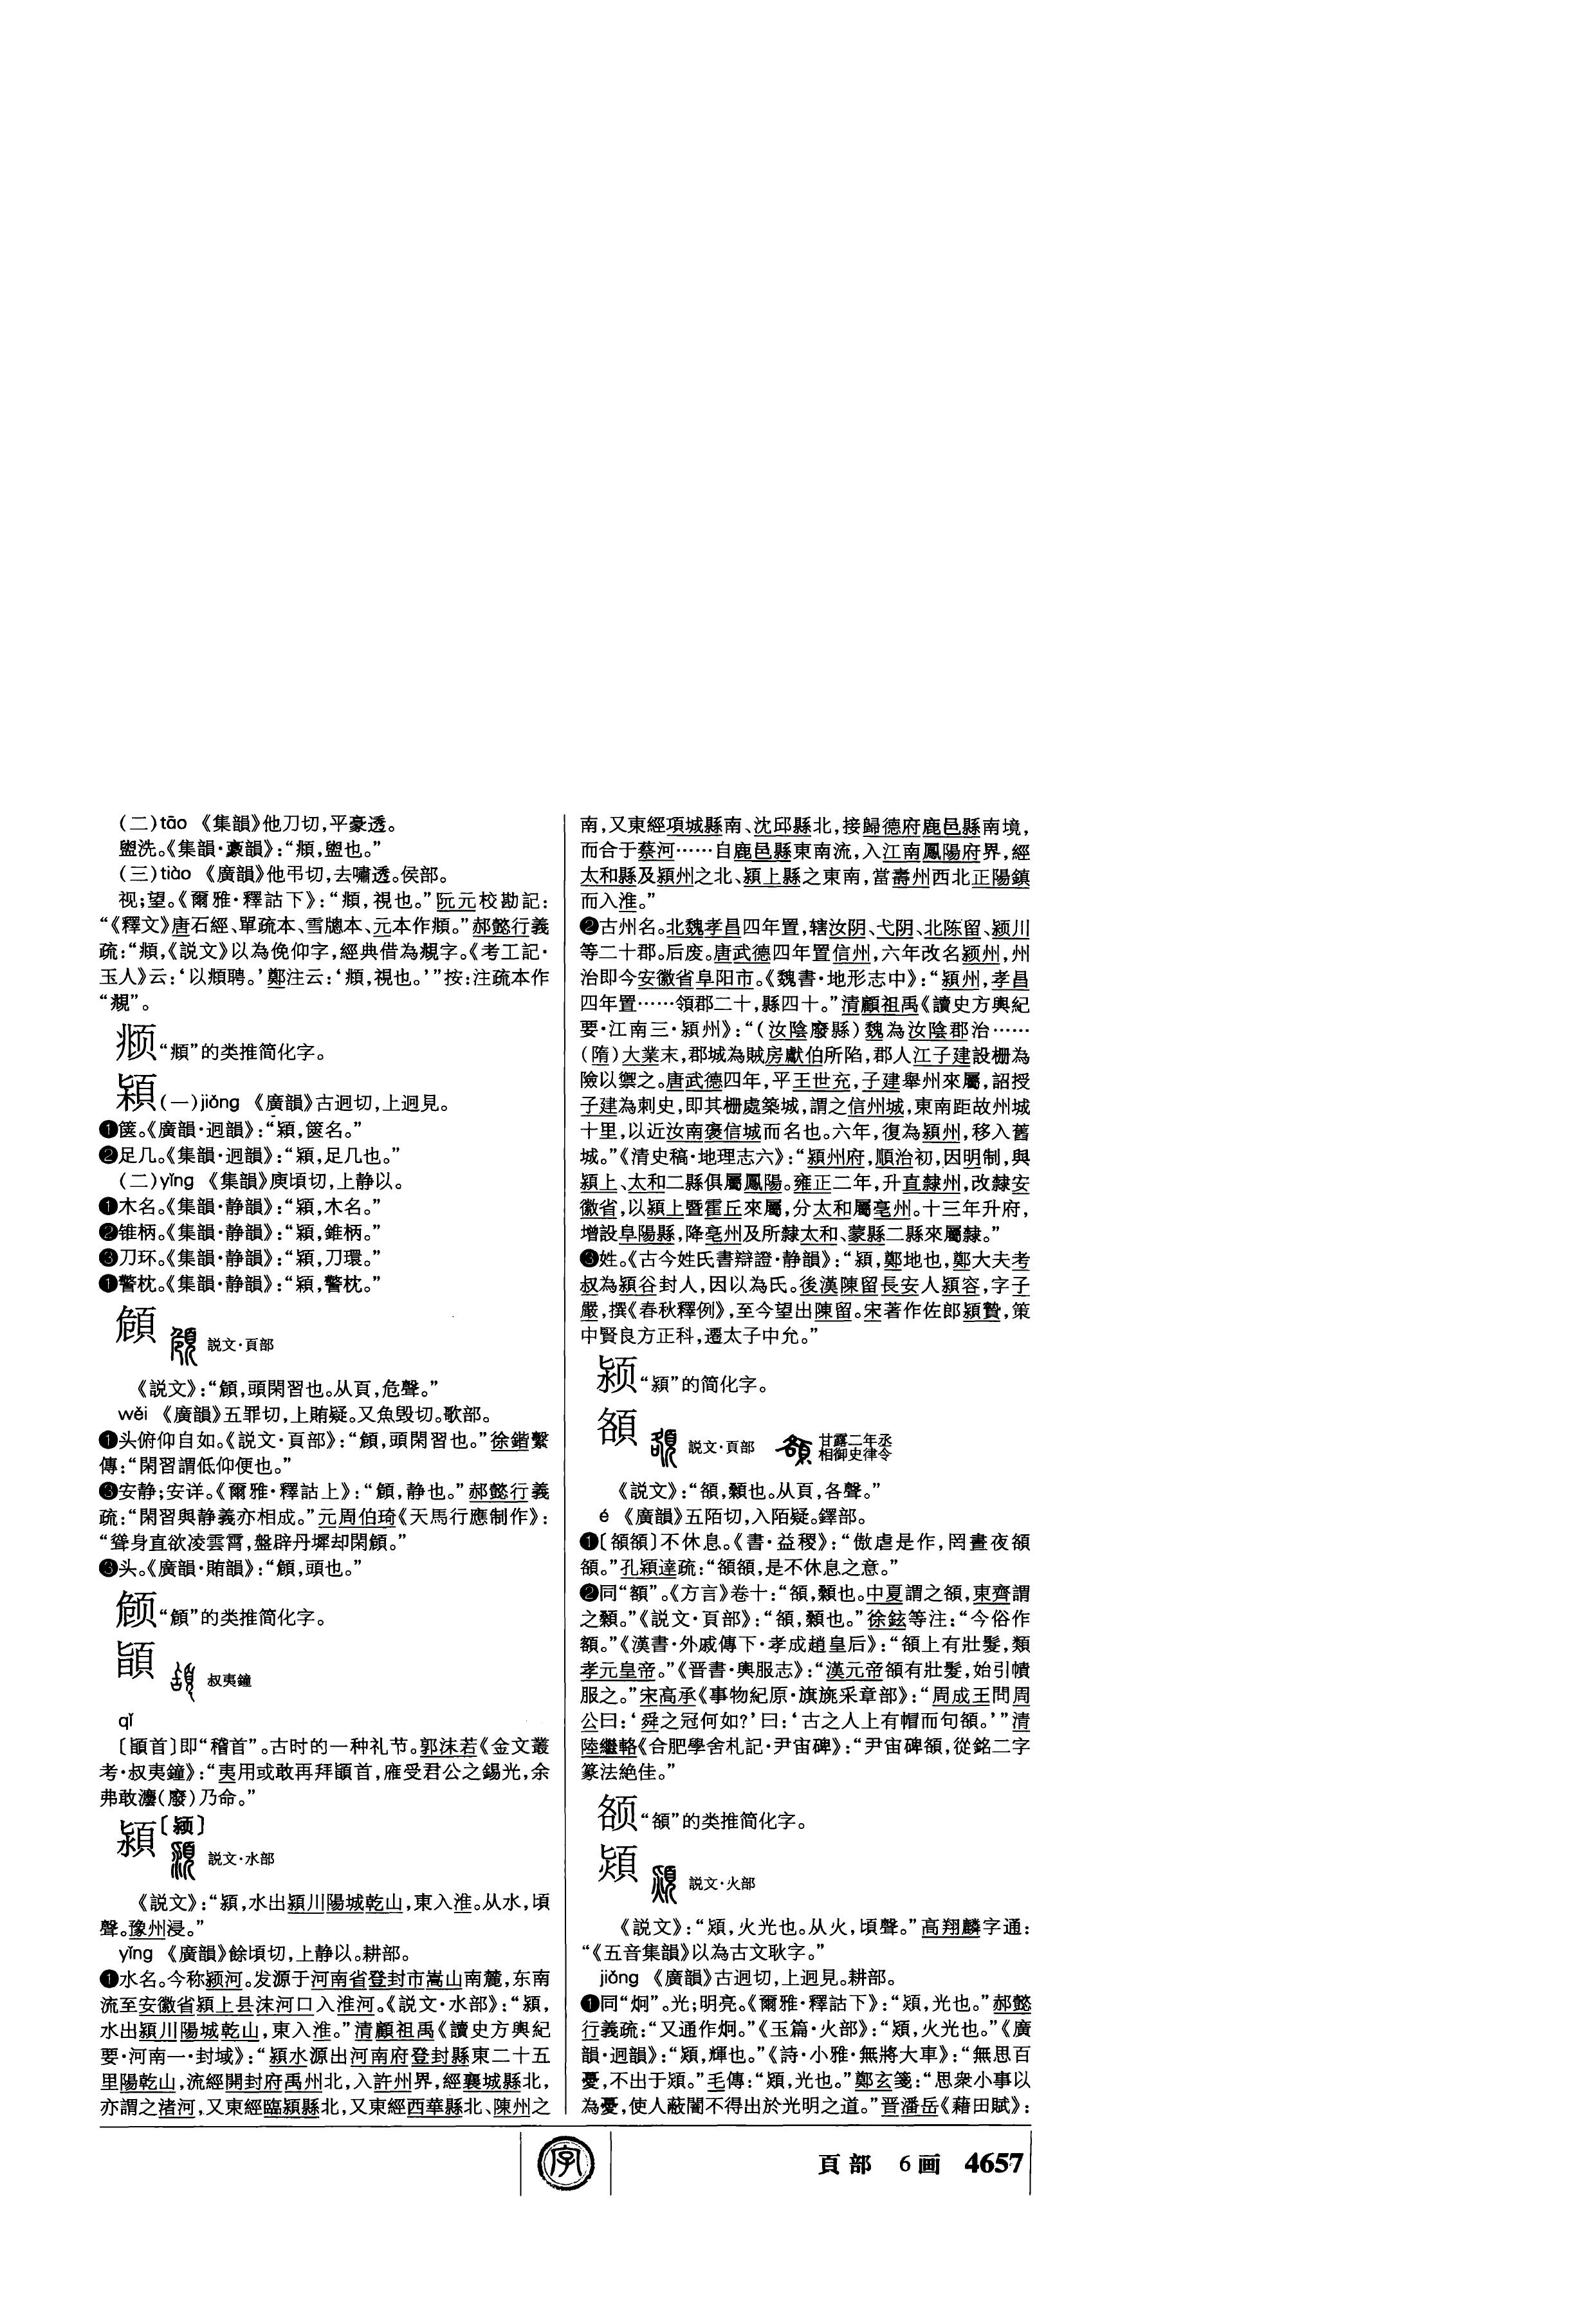 (二)tāo 《集韻》他刀切,平豪透。
盥洗。《集韻·豪韻》:“頫,盥也。”
(三)tiào 《廣韻》他弔切,去嘯透。侯部。
视;望。《爾雅·釋詁下》:“頫,視也。”阮元校勘記:
“《釋文》唐石經、單疏本、雪牕本、元本作頫。”郝懿行義
疏:“頫,《説文》以為俛仰字,經典借為覜字。《考工記·
玉人》云:‘以頫聘。’鄭注云:‘頫,視也。’”按:注疏本作
“覜”。
𫖯“頫”的类推简化字。
熲(一)jiǒng 《廣韻》古迥切,上迥見。
❶箧。《廣韻·迥韻》:“,篋名。”
❷足几。《集韻·迥韻》:“,足几也。”
(二)yǐng 《集韻》庾頃切,上静以。
❶木名。《集韻·静韻》:“,木名。”
❷锥柄。《集韻·静韻》:“,錐柄。”
❸刀环。《集韻·静韻》:“,刀環。”
❶警枕。《集韻·静韻》:“,警枕。”
頠 説文·頁部
《説文》:“頠,頭閑習也。从頁,危聲。”
wěi 《廣韻》五罪切,上賄疑。又魚毁切。歌部。
❶头俯仰自如。《説文·頁部》:“頠,頭閑習也。”徐鍇繫
傳:“閑習謂低仰便也。”
❸安静;安详。《爾雅·釋詁上》:“頠,静也。”郝懿行義
疏:“閑習與静義亦相成。”元周伯琦《天馬行應制作》:
“聳身直欲凌雲霄,盤辟丹墀却閑頠。”
❸头。《廣韻·賄韻》:“頠,頭也。”
𫖮“頠”的类推简化字。
䭫 叔夷鐘
qǐ
〔首〕即“稽首”。古时的一种礼节。郭沫若《金文叢
考·叔夷鐘》:“夷用或敢再拜首,雁受君公之錫光,余
弗敢灋(廢)乃命。”
潁〔颍〕 説文·水部
《説文》:“潁,水出潁川陽城乾山,東入淮。从水,頃
聲。豫州浸。”
yǐng 《廣韻》餘頃切,上静以。耕部。
❶水名。今称颍河。发源于河南省登封市嵩山南麓,东南
流至安徽省颍上县沫河口入淮河。《説文·水部》:“潁,
水出潁川陽城乾山,東入淮。”清顧祖禹《讀史方輿紀
要·河南一·封域》:“潁水源出河南府登封縣東二十五
里陽乾山,流經開封府禹州北,入許州界,經襄城縣北,
亦謂之渚河,又東經臨潁縣北,又東經西華縣北、陳州之
南,又東經項城縣南、沈邱縣北,接歸德府鹿邑縣南境,
而合于蔡河……自鹿邑縣東南流,入江南鳳陽府界,經
太和縣及潁州之北、潁上縣之東南,當壽州西北正陽鎮
而入淮。”
❷古州名。北魏孝昌四年置,辖汝阴、弋阴、北陈留、颍川
等二十郡。后废。唐武德四年置信州,六年改名颍州,州
治即今安徽省阜阳市。《魏書·地形志中》:“潁州,孝昌
四年置……領郡二十,縣四十。”清顧祖禹《讀史方輿紀
要·江南三·潁州》:“(汝陰廢縣)魏為汝陰郡治……
(隋)大業末,郡城為賊房獻伯所陷,郡人江子建設栅為
險以禦之。唐武德四年,平王世充,子建舉州來屬,詔授
子建為刺史,即其栅處築城,謂之信州城,東南距故州城
十里,以近汝南褒信城而名也。六年,復為潁州,移入舊
城。”《清史稿·地理志六》:“潁州府,順治初,因明制,與
潁上、太和二縣俱屬鳳陽。雍正二年,升直隸州,改隸安
徽省,以潁上暨霍丘來屬,分太和屬亳州。十三年升府,
增設阜陽縣,降亳州及所隸太和、蒙縣二縣來屬隸。”
❸姓。《古今姓氏書辯證·静韻》:“潁,鄭地也,鄭大夫考
叔為潁谷封人,因以為氏。後漢陳留長安人潁容,字子
嚴,撰《春秋釋例》,至今望出陳留。宋著作佐郎潁贄,策
中賢良方正科,遷太子中允。”
颍“潁”的简化字。
頟 説文·頁部 甘露二年丞相御史律令
《説文》:“頟,顙也。从頁,各聲。”
é 《廣韻》五陌切,入陌疑。鐸部。
❶〔頟頟〕不休息。《書·益稷》:“傲虐是作,罔晝夜頟
頟。”孔穎達疏:“頟頟,是不休息之意。”
❷同“額”。《方言》卷十:“頟,顙也。中夏謂之頟,東齊謂
之顙。”《説文·頁部》:“頟,顙也。”徐鉉等注:“今俗作
額。”《漢書·外戚傳下·孝成趙皇后》:“頟上有壯髮,類
孝元皇帝。”《晋書·輿服志》:“漢元帝頟有壯髮,始引幘
服之。”宋高承《事物紀原·旗旐采章部》:“周成王問周
公曰:‘舜之冠何如?’曰:‘古之人上有帽而句頟。’”清
陸繼輅《合肥學舍札記·尹宙碑》:“尹宙碑頟,從銘二字
篆法絶佳。”
“頟”的类推简化字。
熲 説文·火部
《説文》:“熲,火光也。从火,頃聲。”高翔麟字通:
“《五音集韻》以為古文耿字。”
jiǒng 《廣韻》古迥切,上迥見。耕部。
❶同“炯”。光;明亮。《爾雅·釋詁下》:“熲,光也。”郝懿
行義疏:“又通作炯。”《玉篇·火部》:“熲,火光也。”《廣
韻·迥韻》:“熲,輝也。”《詩·小雅·無將大車》:“無思百
憂,不出于熲。”毛傳:“熲,光也。”鄭玄箋:“思衆小事以
為憂,使人蔽闇不得出於光明之道。”晋潘岳《藉田賦》:
字
頁部 6画 4657